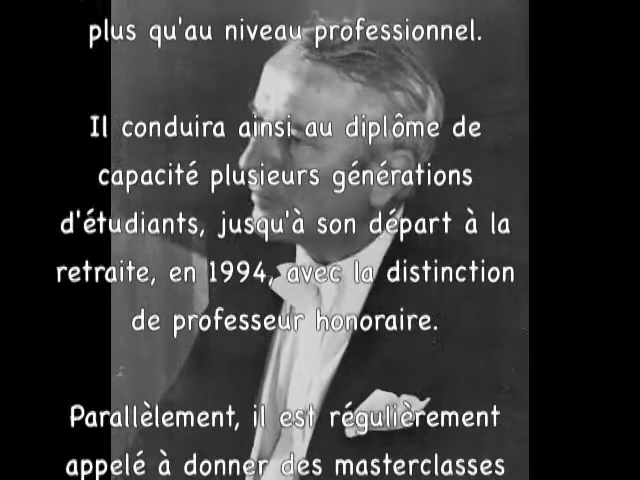 plus qu'au niveau professionnel.
Il conduira ainsi au diplôme de
capacité plusieurs générations
d'étudiants, jusqu'à son départ à la
retraite, en 1994, avec la distinction
de professeur honoraire.
Parallèlement, il est régulièrement
appelé à donner des masterclasses